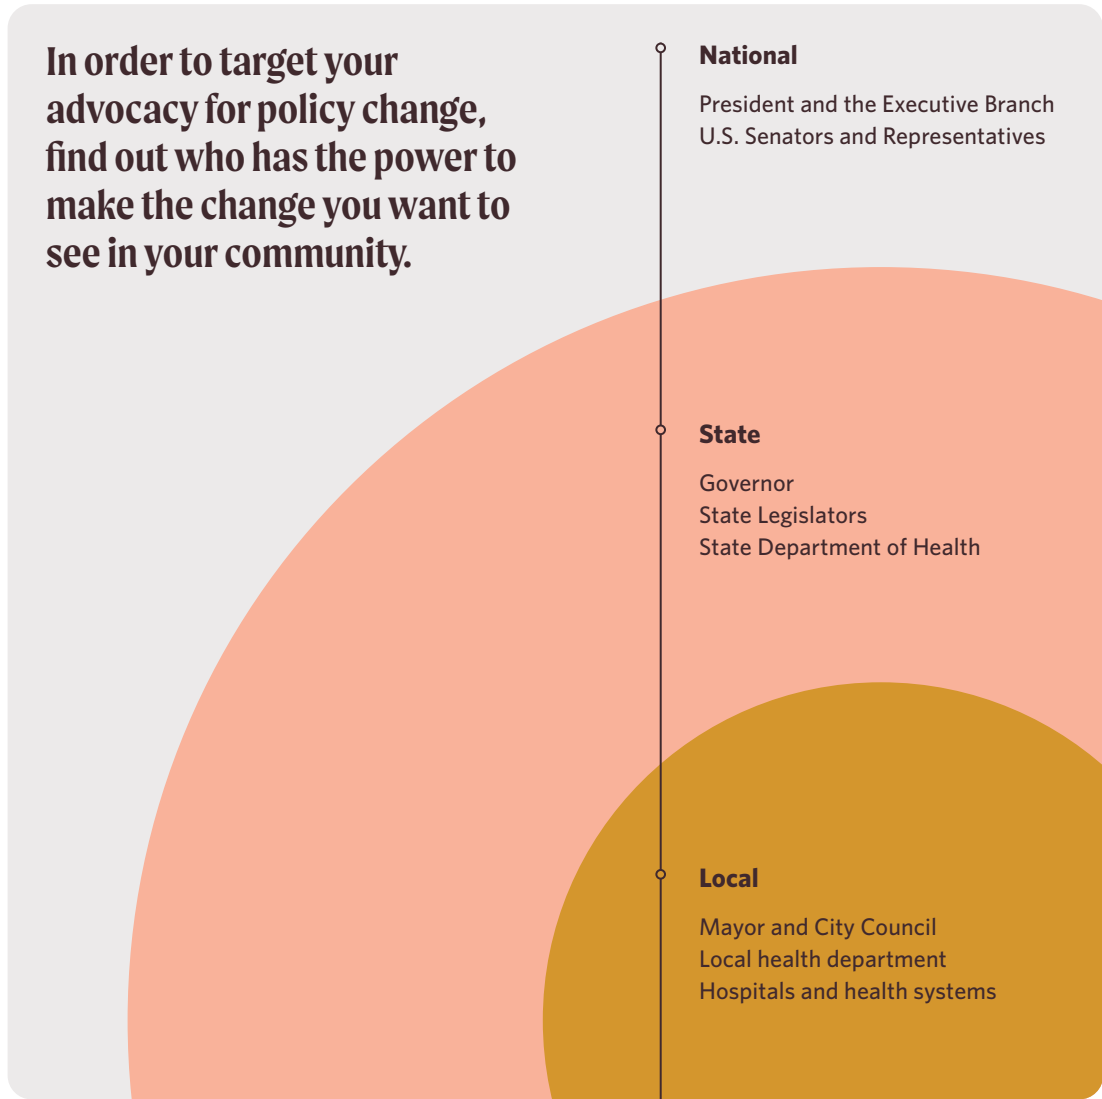 In order to target your
advocacy for policy change,
find out who has the power to
make the change you want to
see in your community.
National
President and the Executive Branch
U.S. Senators and Representatives
State
Governor
State Legislators
State Department of Health
Local
Mayor and City Council
Local health department
Hospitals and health systems